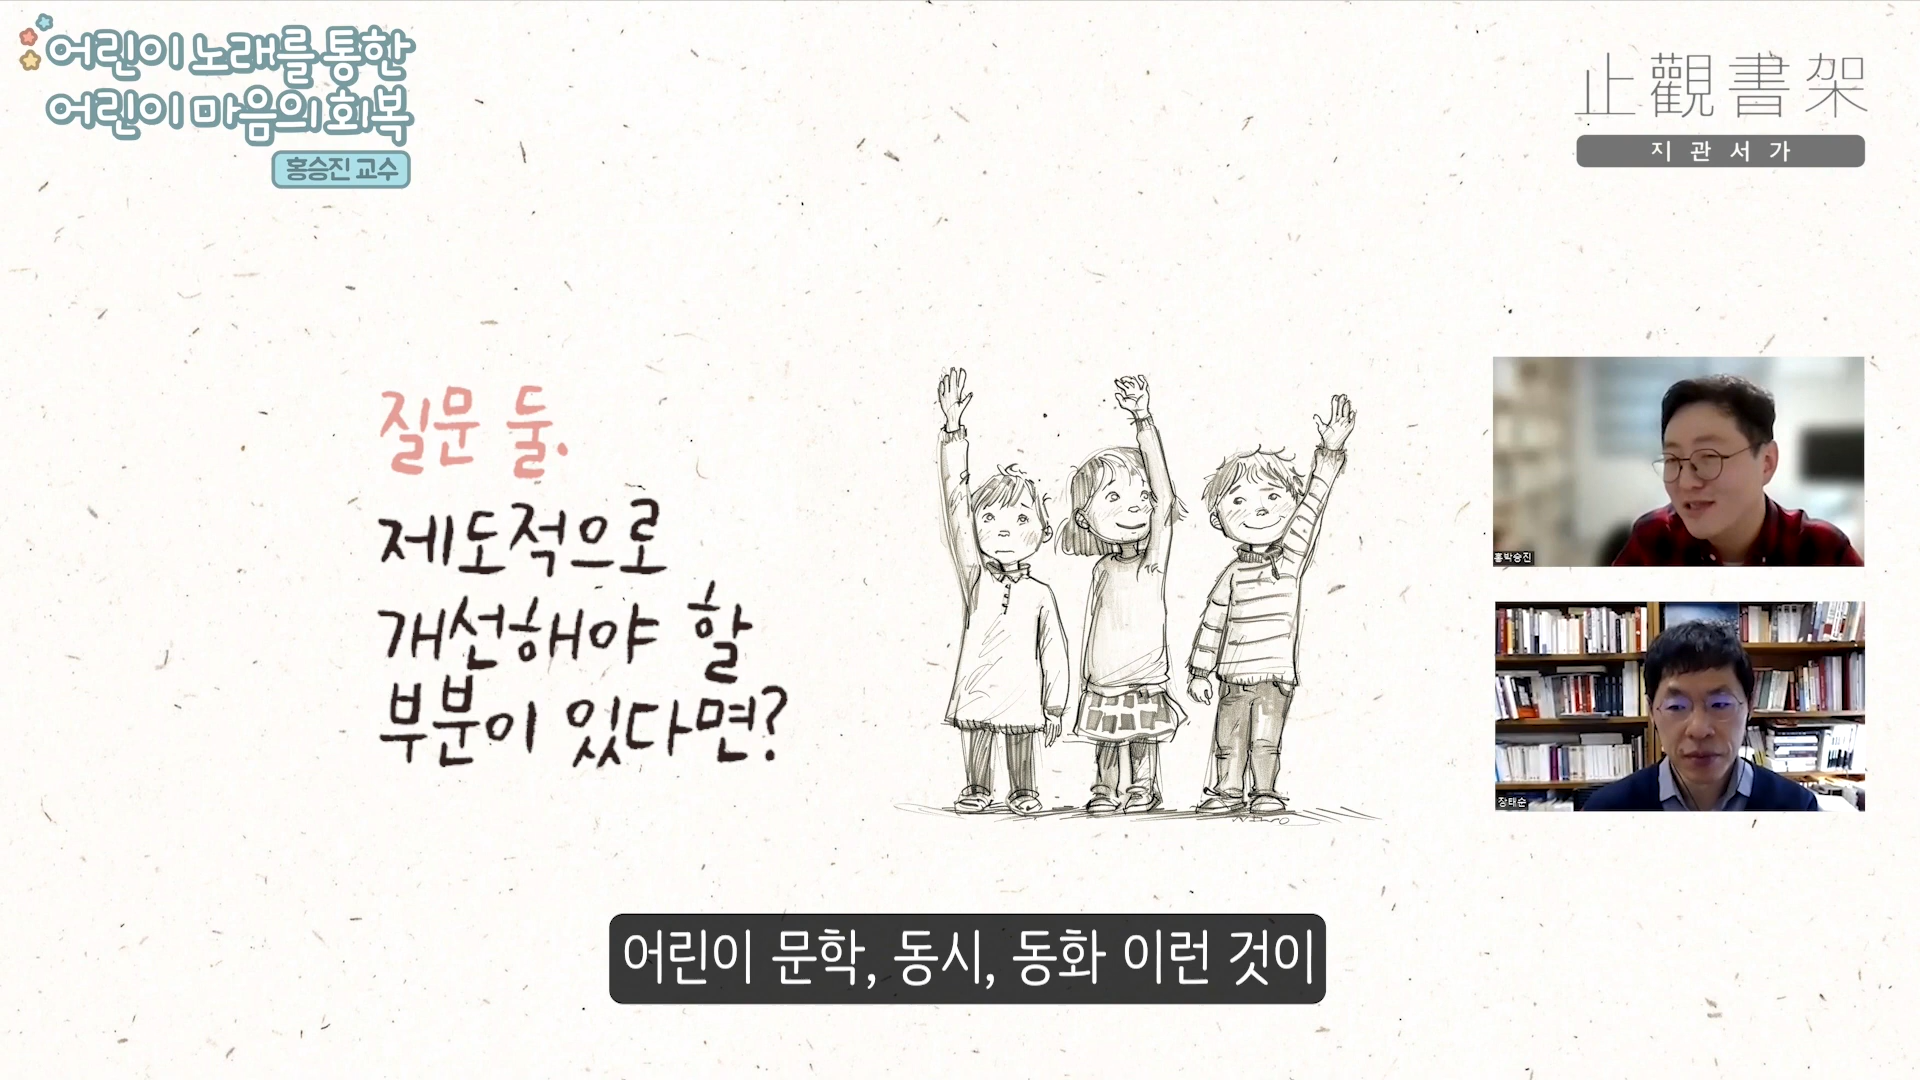 어린이 노래를 통한
어린이 마음의 회복
홍승진 교수
止觀書架
지관서가
질문 둘.
제도적으로
개선해야 할
부분이 있다면?
홍박승진
장태순
어린이 문학, 동시, 동화 이런 것이